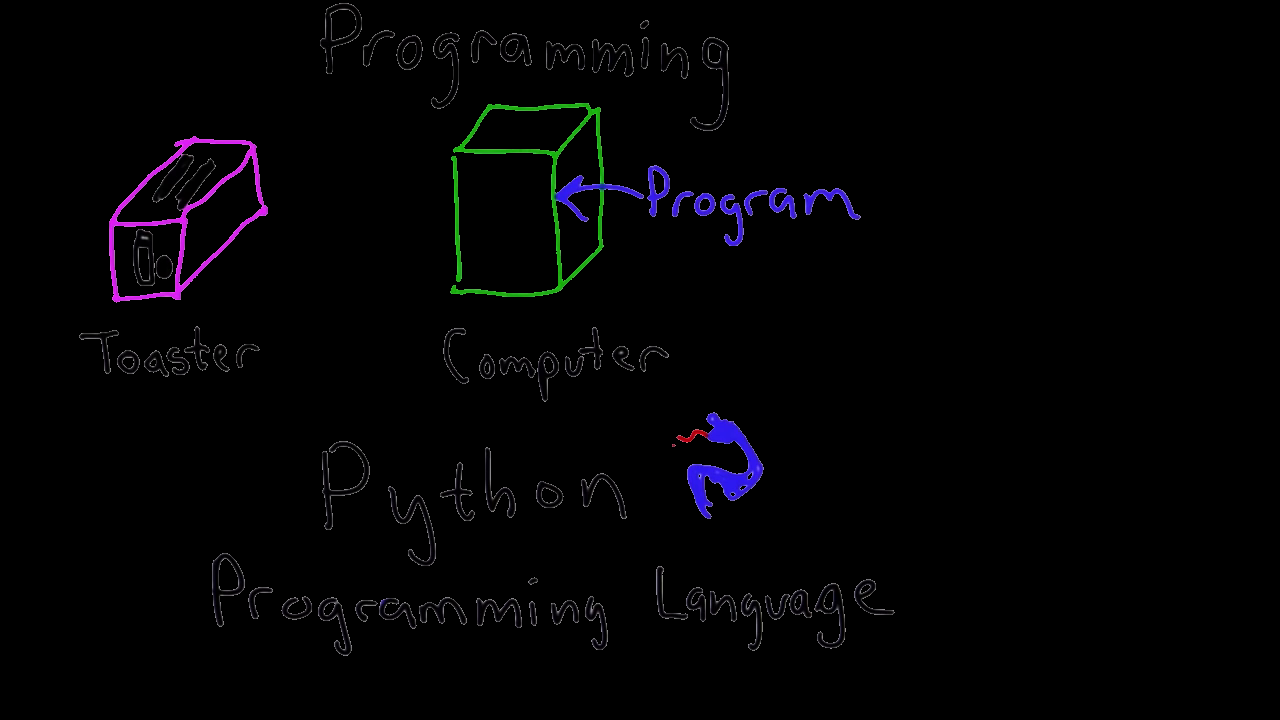 Programming
Program
Toaster
Computer
Python
Programming Language